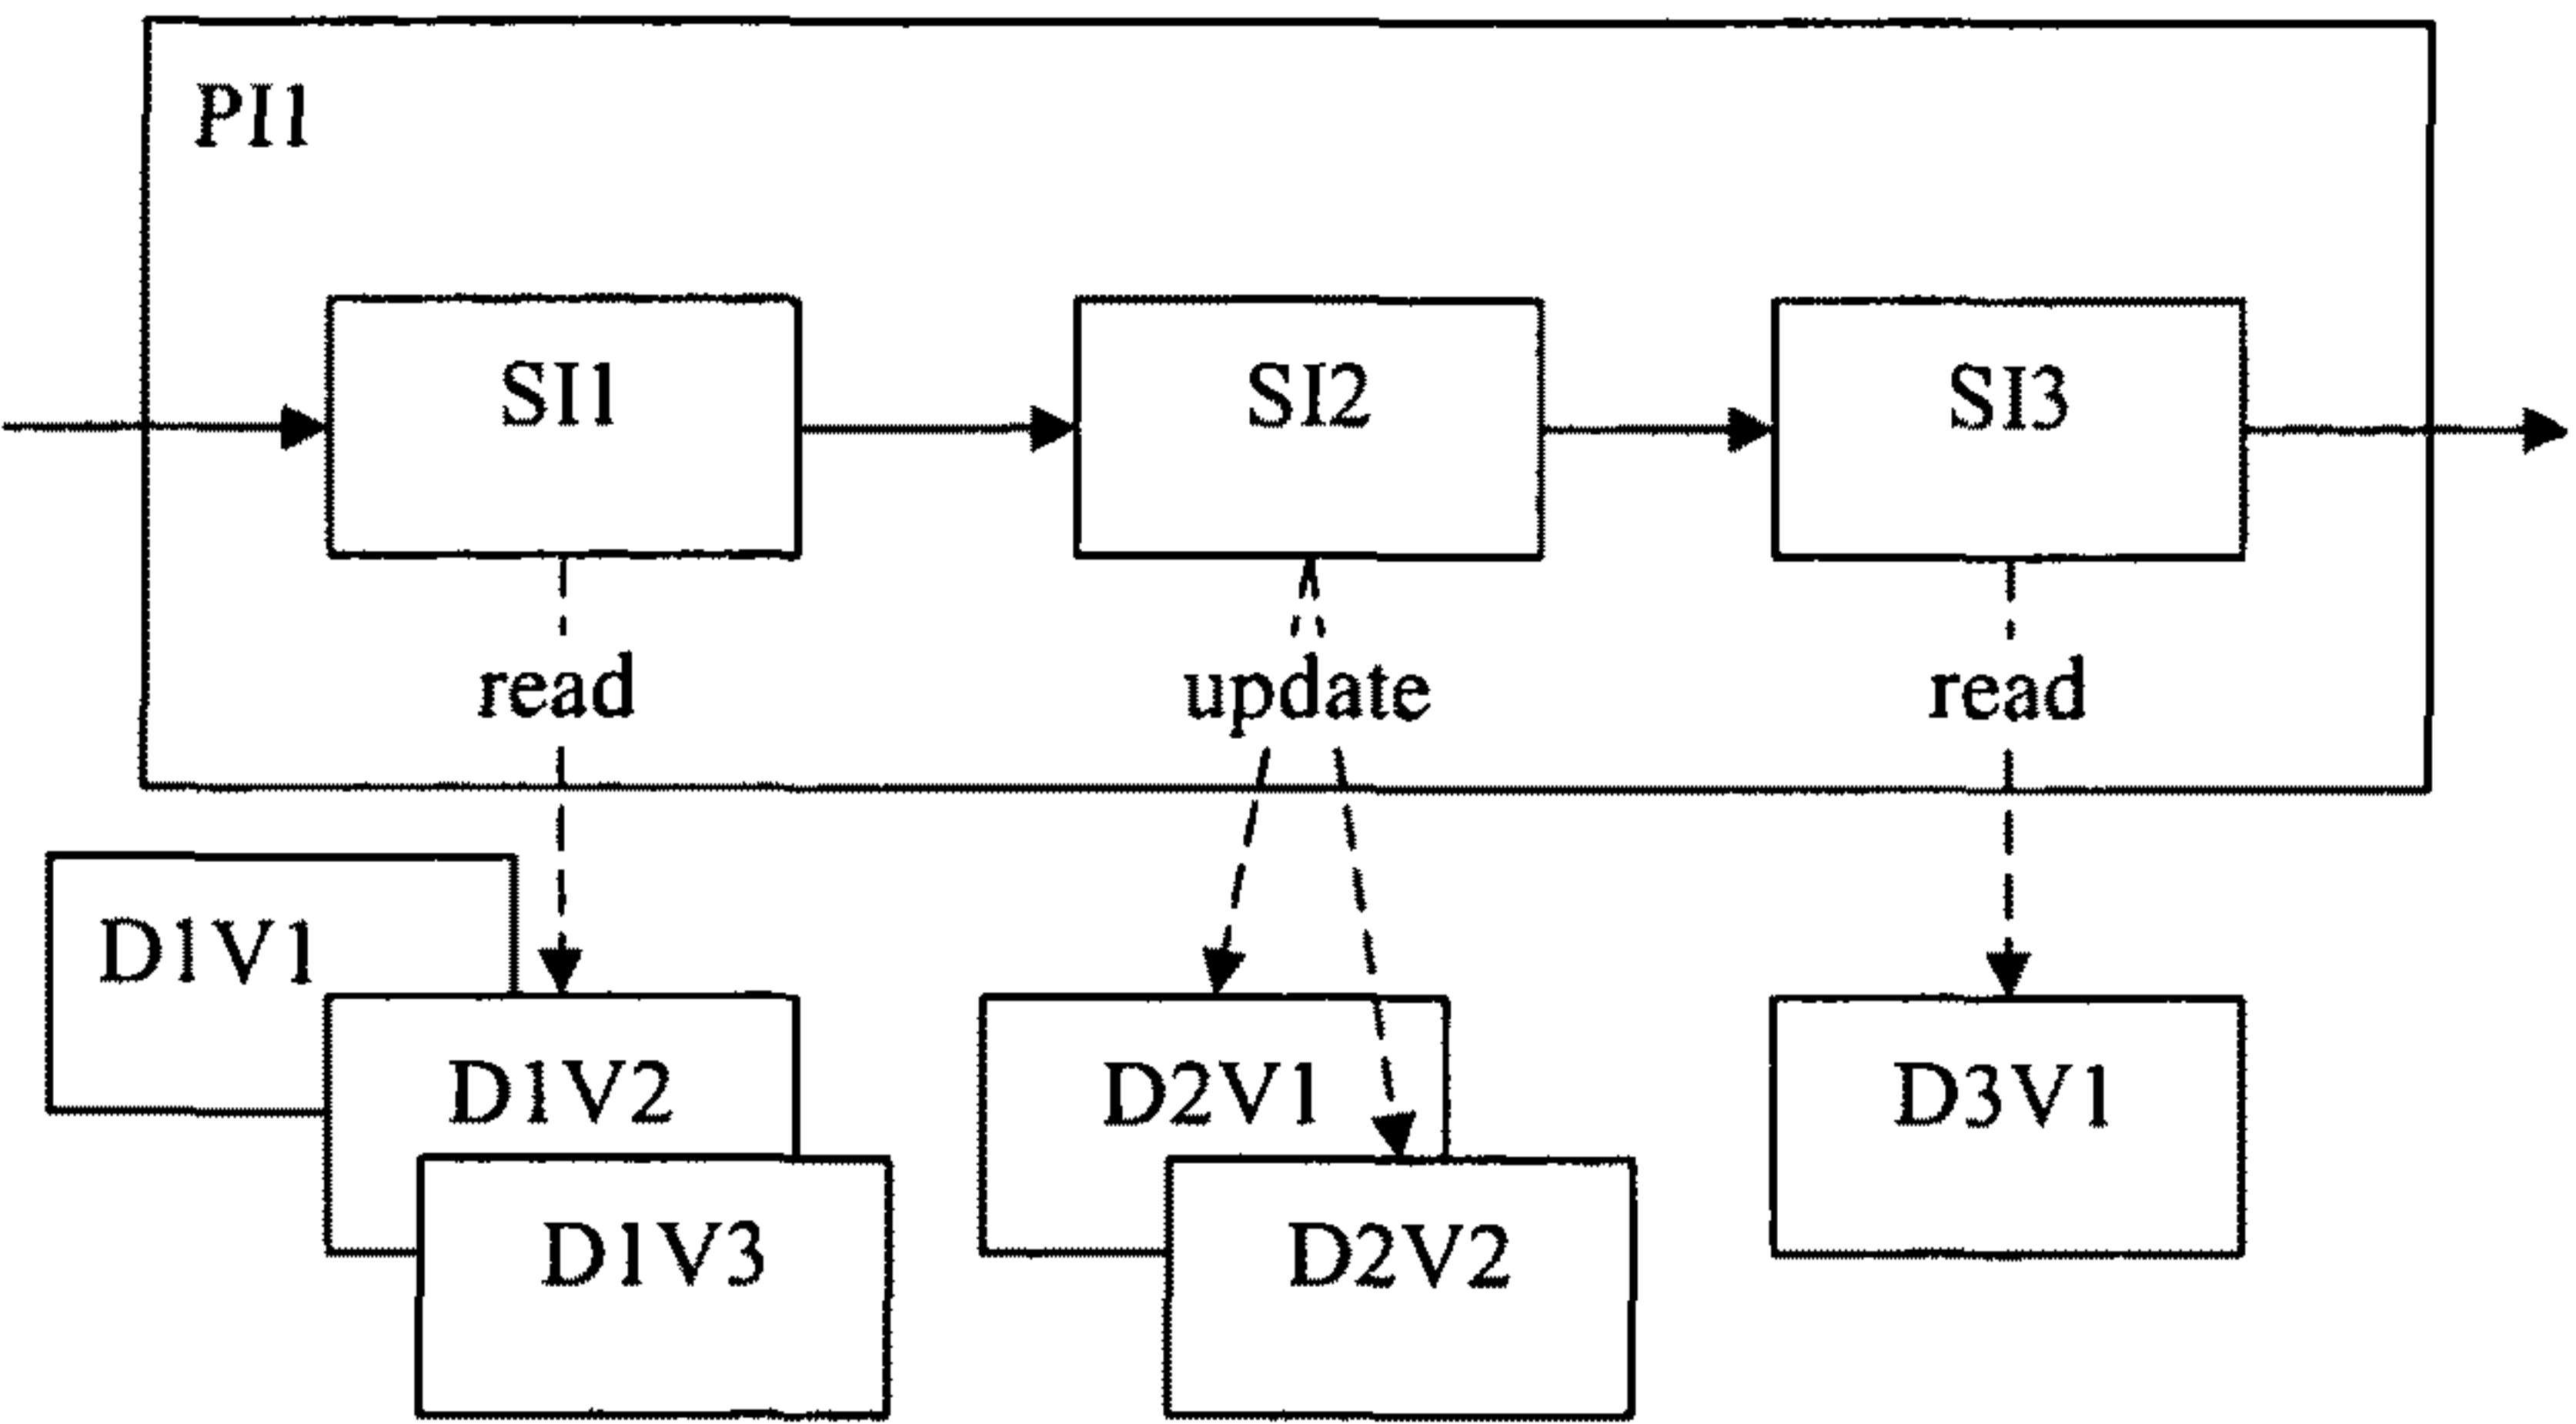 PI1
SI1
SI2
SI3
read
update
read
D1V1
D1V2
D2V1
D3V1
D1V3
D2V2